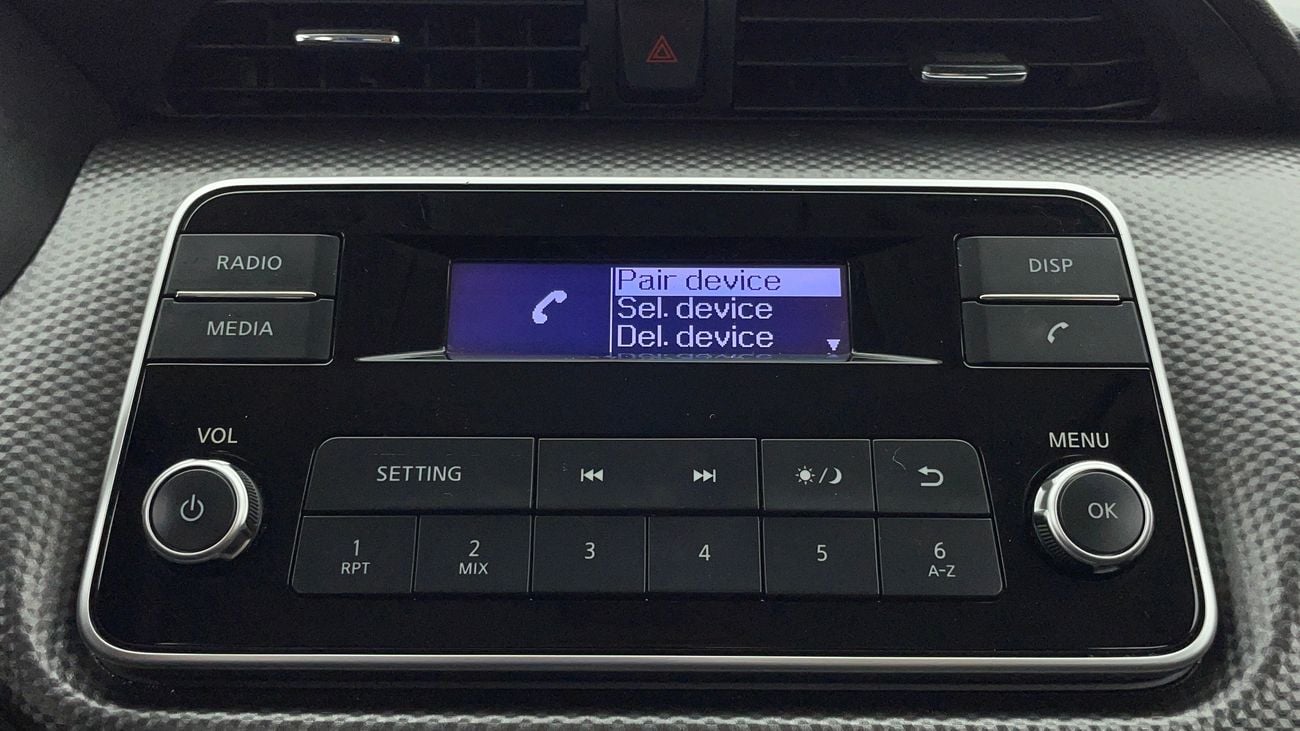 RADIO
DISP
Pair device
Sel. device
Del. device
MEDIA
VOL
MENU
SETTING
OK
1
RPT
2
MIX
3
4
5
6
A-Z